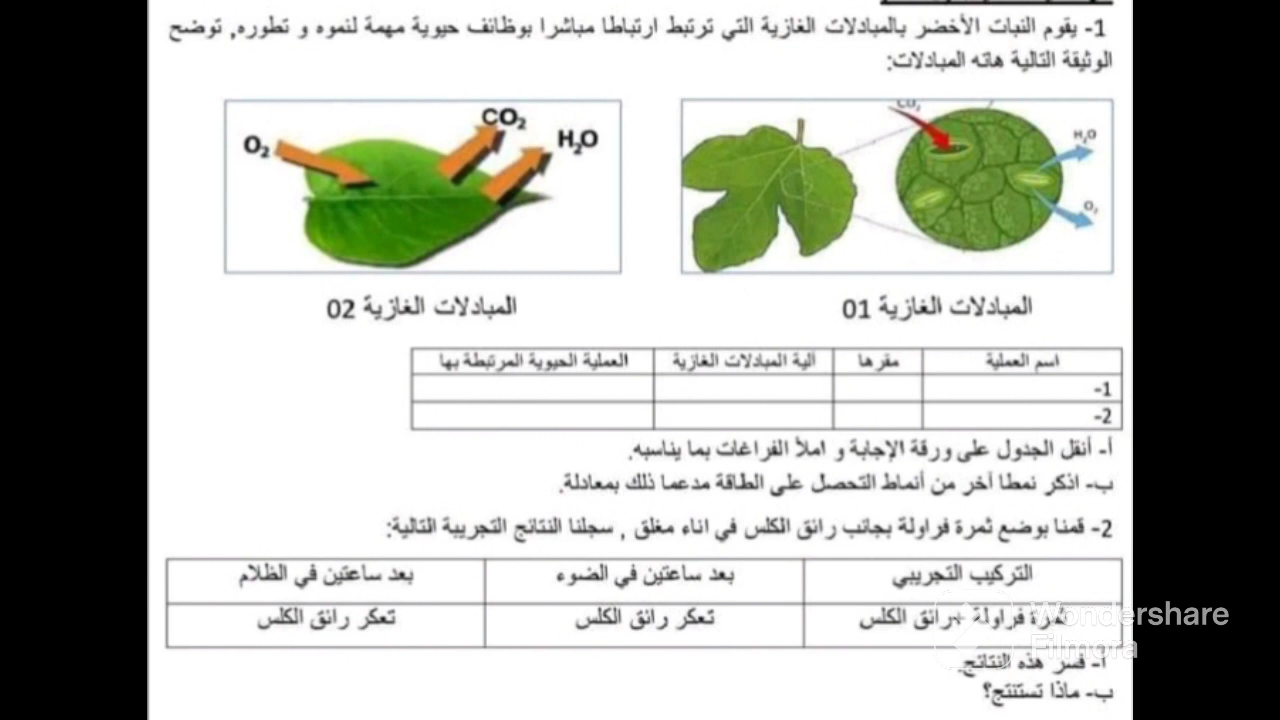 1- يقوم النبات الأخضر بالمبادلات الغازية التي ترتبط ارتباطا مباشرا بوظائف حيوية مهمة لنموه و تطوره, توضح
الوثيقة التالية هاته المبادلات:
CO₂
H₂O
O₂
O₂
CO₂
H₂O
المبادلات الغازية 01
المبادلات الغازية 02
اسم العملية | مقرها | آلية المبادلات الغازية | العملية الحيوية المرتبطة بها
1-
2-
أ- أنقل الجدول على ورقة الإجابة و املأ الفراغات بما يناسبه.
ب- اذكر نمطا آخر من أنماط التحصل على الطاقة مدعما ذلك بمعادلة.
2- قمنا بوضع ثمرة فراولة بجانب رائق الكلس في اناء مغلق , سجلنا النتائج التجريبة التالية:
التركيب التجريبي | بعد ساعتين في الضوء | بعد ساعتين في الظلام
ثمرة فراولة +رائق الكلس | تعكر رائق الكلس | تعكر رائق الكلس
أ- فسر هذه النتائج.
ب- ماذا تستنتج؟
Wondershare
Filmora